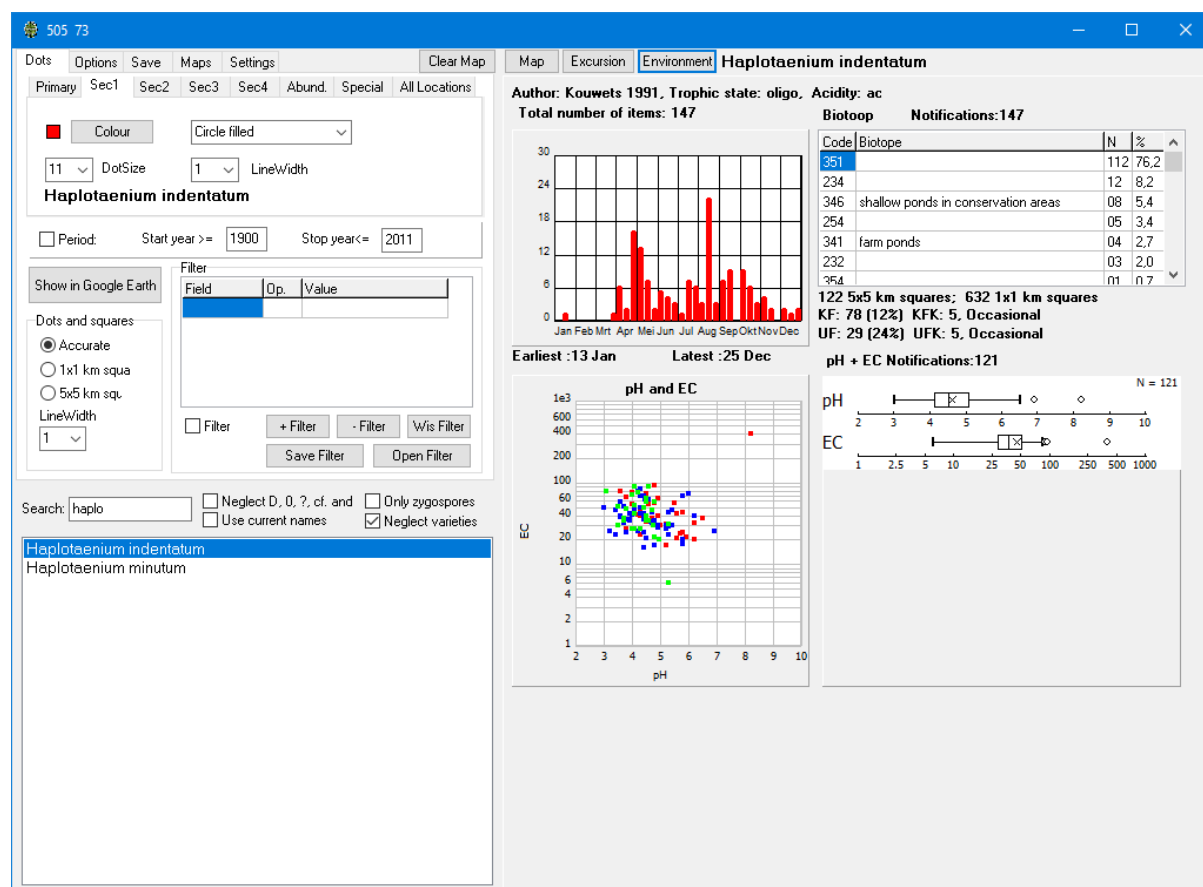 505 73
Dots Options Save Maps Settings Clear Map
Primary Sec1 Sec2 Sec3 Sec4 Abund. Special All Locations
Colour Circle filled
11 DotSize 1 LineWidth
Haplotaenium indentatum
Period: Start year >= 1900 Stop year<= 2011
Show in Google Earth
Filter
Field Op. Value
Dots and squares
Accurate
1x1 km squa
5x5 km squ
LineWidth
1
Filter + Filter - Filter Wis Filter
Save Filter Open Filter
Search: haplo
Neglect D, 0, ?, cf. and Only zygospores
Use current names Neglect varieties
Haplotaenium indentatum
Haplotaenium minutum
Map Excursion Environment Haplotaenium indentatum
Author: Kouwets 1991, Trophic state: oligo, Acidity: ac
Total number of items: 147
30
24
18
12
6
0
Jan Feb Mrt Apr Mei Jun Jul Aug Sep Okt Nov Dec
Earliest :13 Jan Latest :25 Dec
Biotoop Notifications:147
Code Biotope N %
351 112 76,2
234 12 8,2
346 shallow ponds in conservation areas 08 5,4
254 05 3,4
341 farm ponds 04 2,7
232 03 2,0
354 01 0,7
122 5x5 km squares; 632 1x1 km squares
KF: 78 (12%) KFK: 5, Occasional
UF: 29 (24%) UFK: 5, Occasional
pH + EC Notifications:121
pH and EC
1e3
600
400
200
100
60
40
20
10
6
4
2
1
EC
2 3 4 5 6 7 8 9 10
pH
N = 121
pH
2 3 4 5 6 7 8 9 10
EC
1 2.5 5 10 25 50 100 250 500 1000